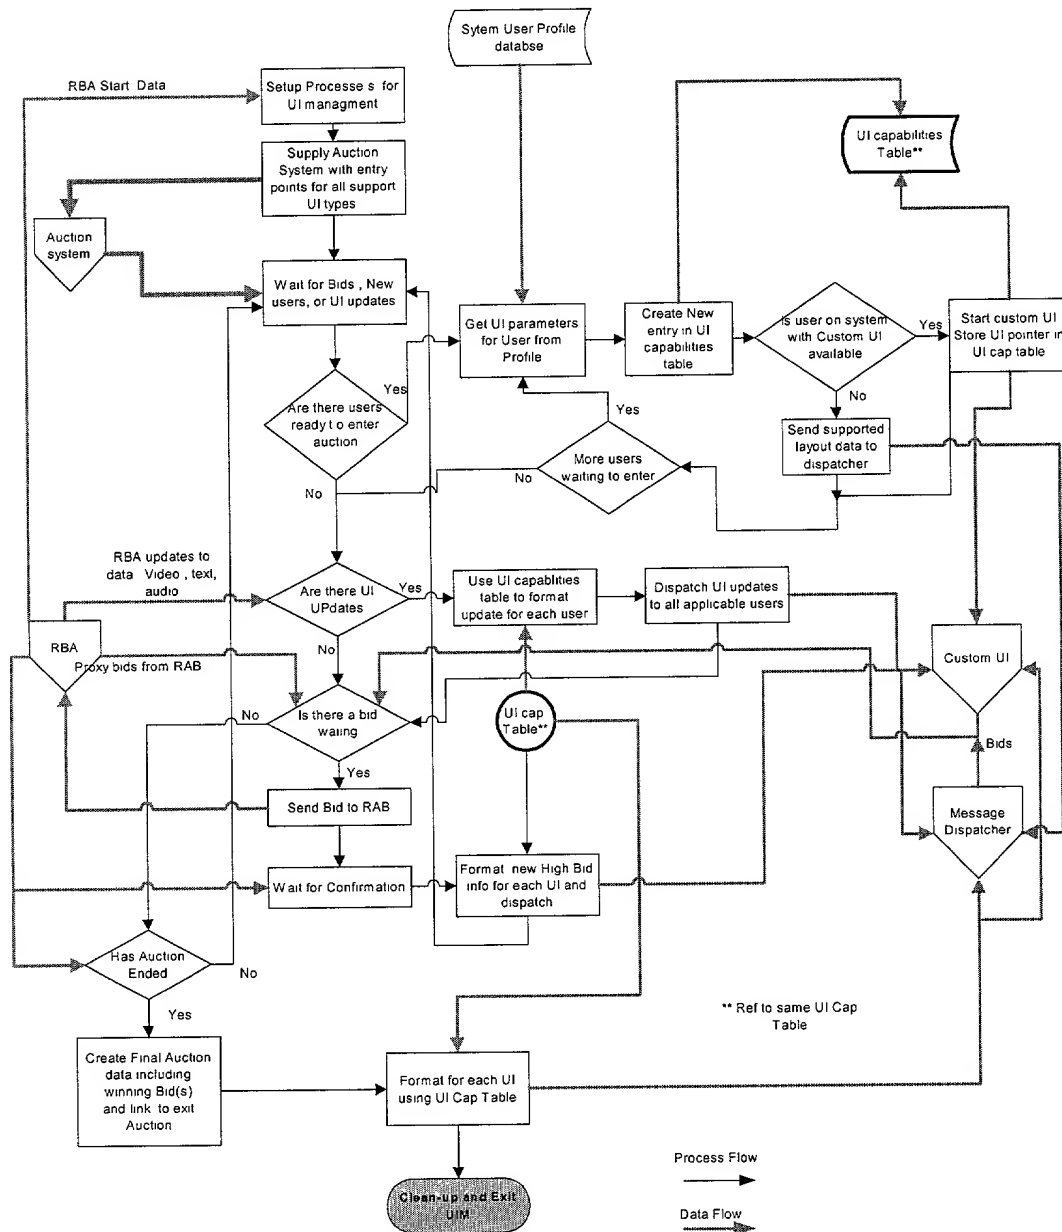 Sytem User Profile
databse
RBA Start Data
Setup Processe s for
UI managment
UI capabilities
Table**
Supply Auction
System with entry
points for all support
UI types
Auction
system
Wait for Bids , New
users, or UI updates
Get UI parameters
for User from
Profile
Create New
entry in UI
capabilities
table
Is user on system
with Custom UI
available
Yes
Start custom UI
Store UI pointer in
UI cap table
Yes
Are there users
ready to enter
auction
No
Yes
Send supported
layout data to
dispatcher
More users
waiting to enter
No
No
RBA updates to
data Video , text,
audio
Are there UI
UPdates
Yes
Use UI capablities
table to format
update for each user
Dispatch UI updates
to all applicable users
RBA
Proxy bids from RAB
No
Custom UI
No
Is there a bid
waiing
UI cap
Table**
Bids
Yes
Send Bid to RAB
Message
Dispatcher
Wait for Confirmation
Format new High Bid
info for each UI and
dispatch
Has Auction
Ended
No
Yes
** Ref to same UI Cap
Table
Create Final Auction
data including
winning Bid(s)
and link to exit
Auction
Format for each UI
using UI Cap Table
Process Flow
Clean-up and Exit
UIM
Data Flow